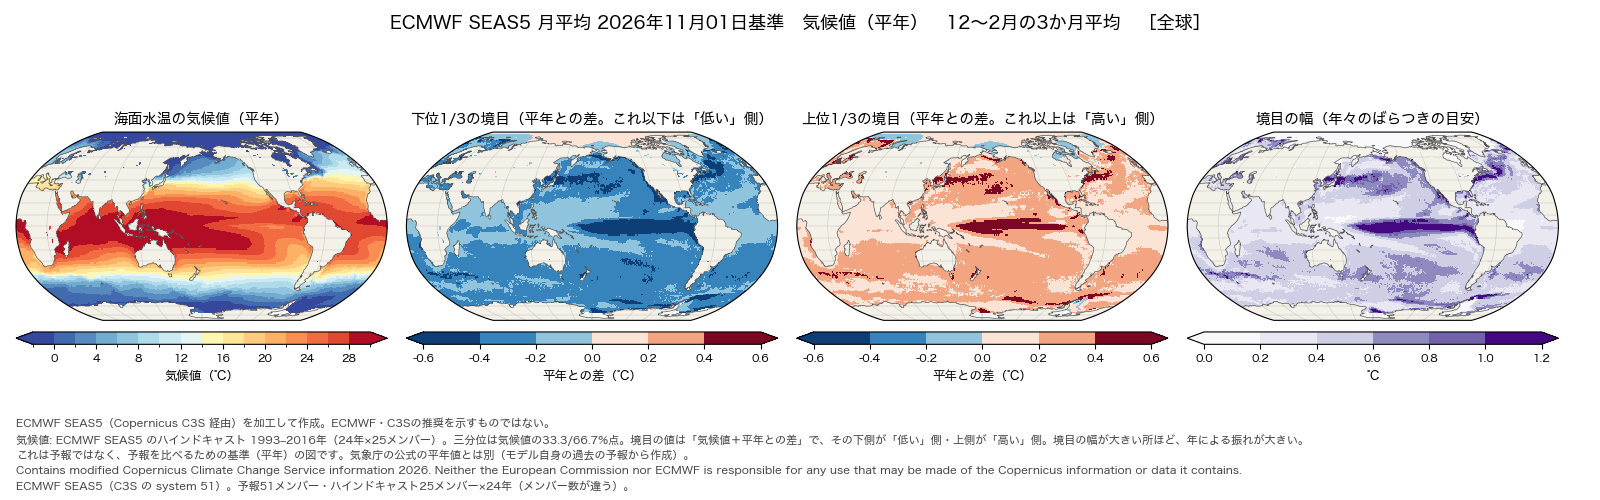 ECMWF SEAS5 月平均 2026年11月01日基準　気候値（平年）　12～2月の3か月平均　［全球］
海面水温の気候値（平年）
下位1/3の境目（平年との差。これ以下は「低い」側）
上位1/3の境目（平年との差。これ以上は「高い」側）
境目の幅（年々のばらつきの目安）
0 4 8 12 16 20 24 28
-0.6 -0.4 -0.2 0.0 0.2 0.4 0.6
-0.6 -0.4 -0.2 0.0 0.2 0.4 0.6
0.0 0.2 0.4 0.6 0.8 1.0 1.2
気候値（℃）
平年との差（℃）
平年との差（℃）
℃
ECMWF SEAS5（Copernicus C3S 経由）を加工して作成。ECMWF・C3Sの推奨を示すものではない。
気候値: ECMWF SEAS5 のハインドキャスト 1993–2016年（24年×25メンバー）。三分位は気候値の33.3/66.7%点。境目の値は「気候値＋平年との差」で、その下側が「低い」側・上側が「高い」側。境目の幅が大きい所ほど、年による振れが大きい。
これは予報ではなく、予報を比べるための基準（平年）の図です。気象庁の公式の平年値とは別（モデル自身の過去の予報から作成）。
Contains modified Copernicus Climate Change Service information 2026. Neither the European Commission nor ECMWF is responsible for any use that may be made of the Copernicus information or data it contains.
ECMWF SEAS5（C3S の system 51）。予報51メンバー・ハインドキャスト25メンバー×24年（メンバー数が違う）。